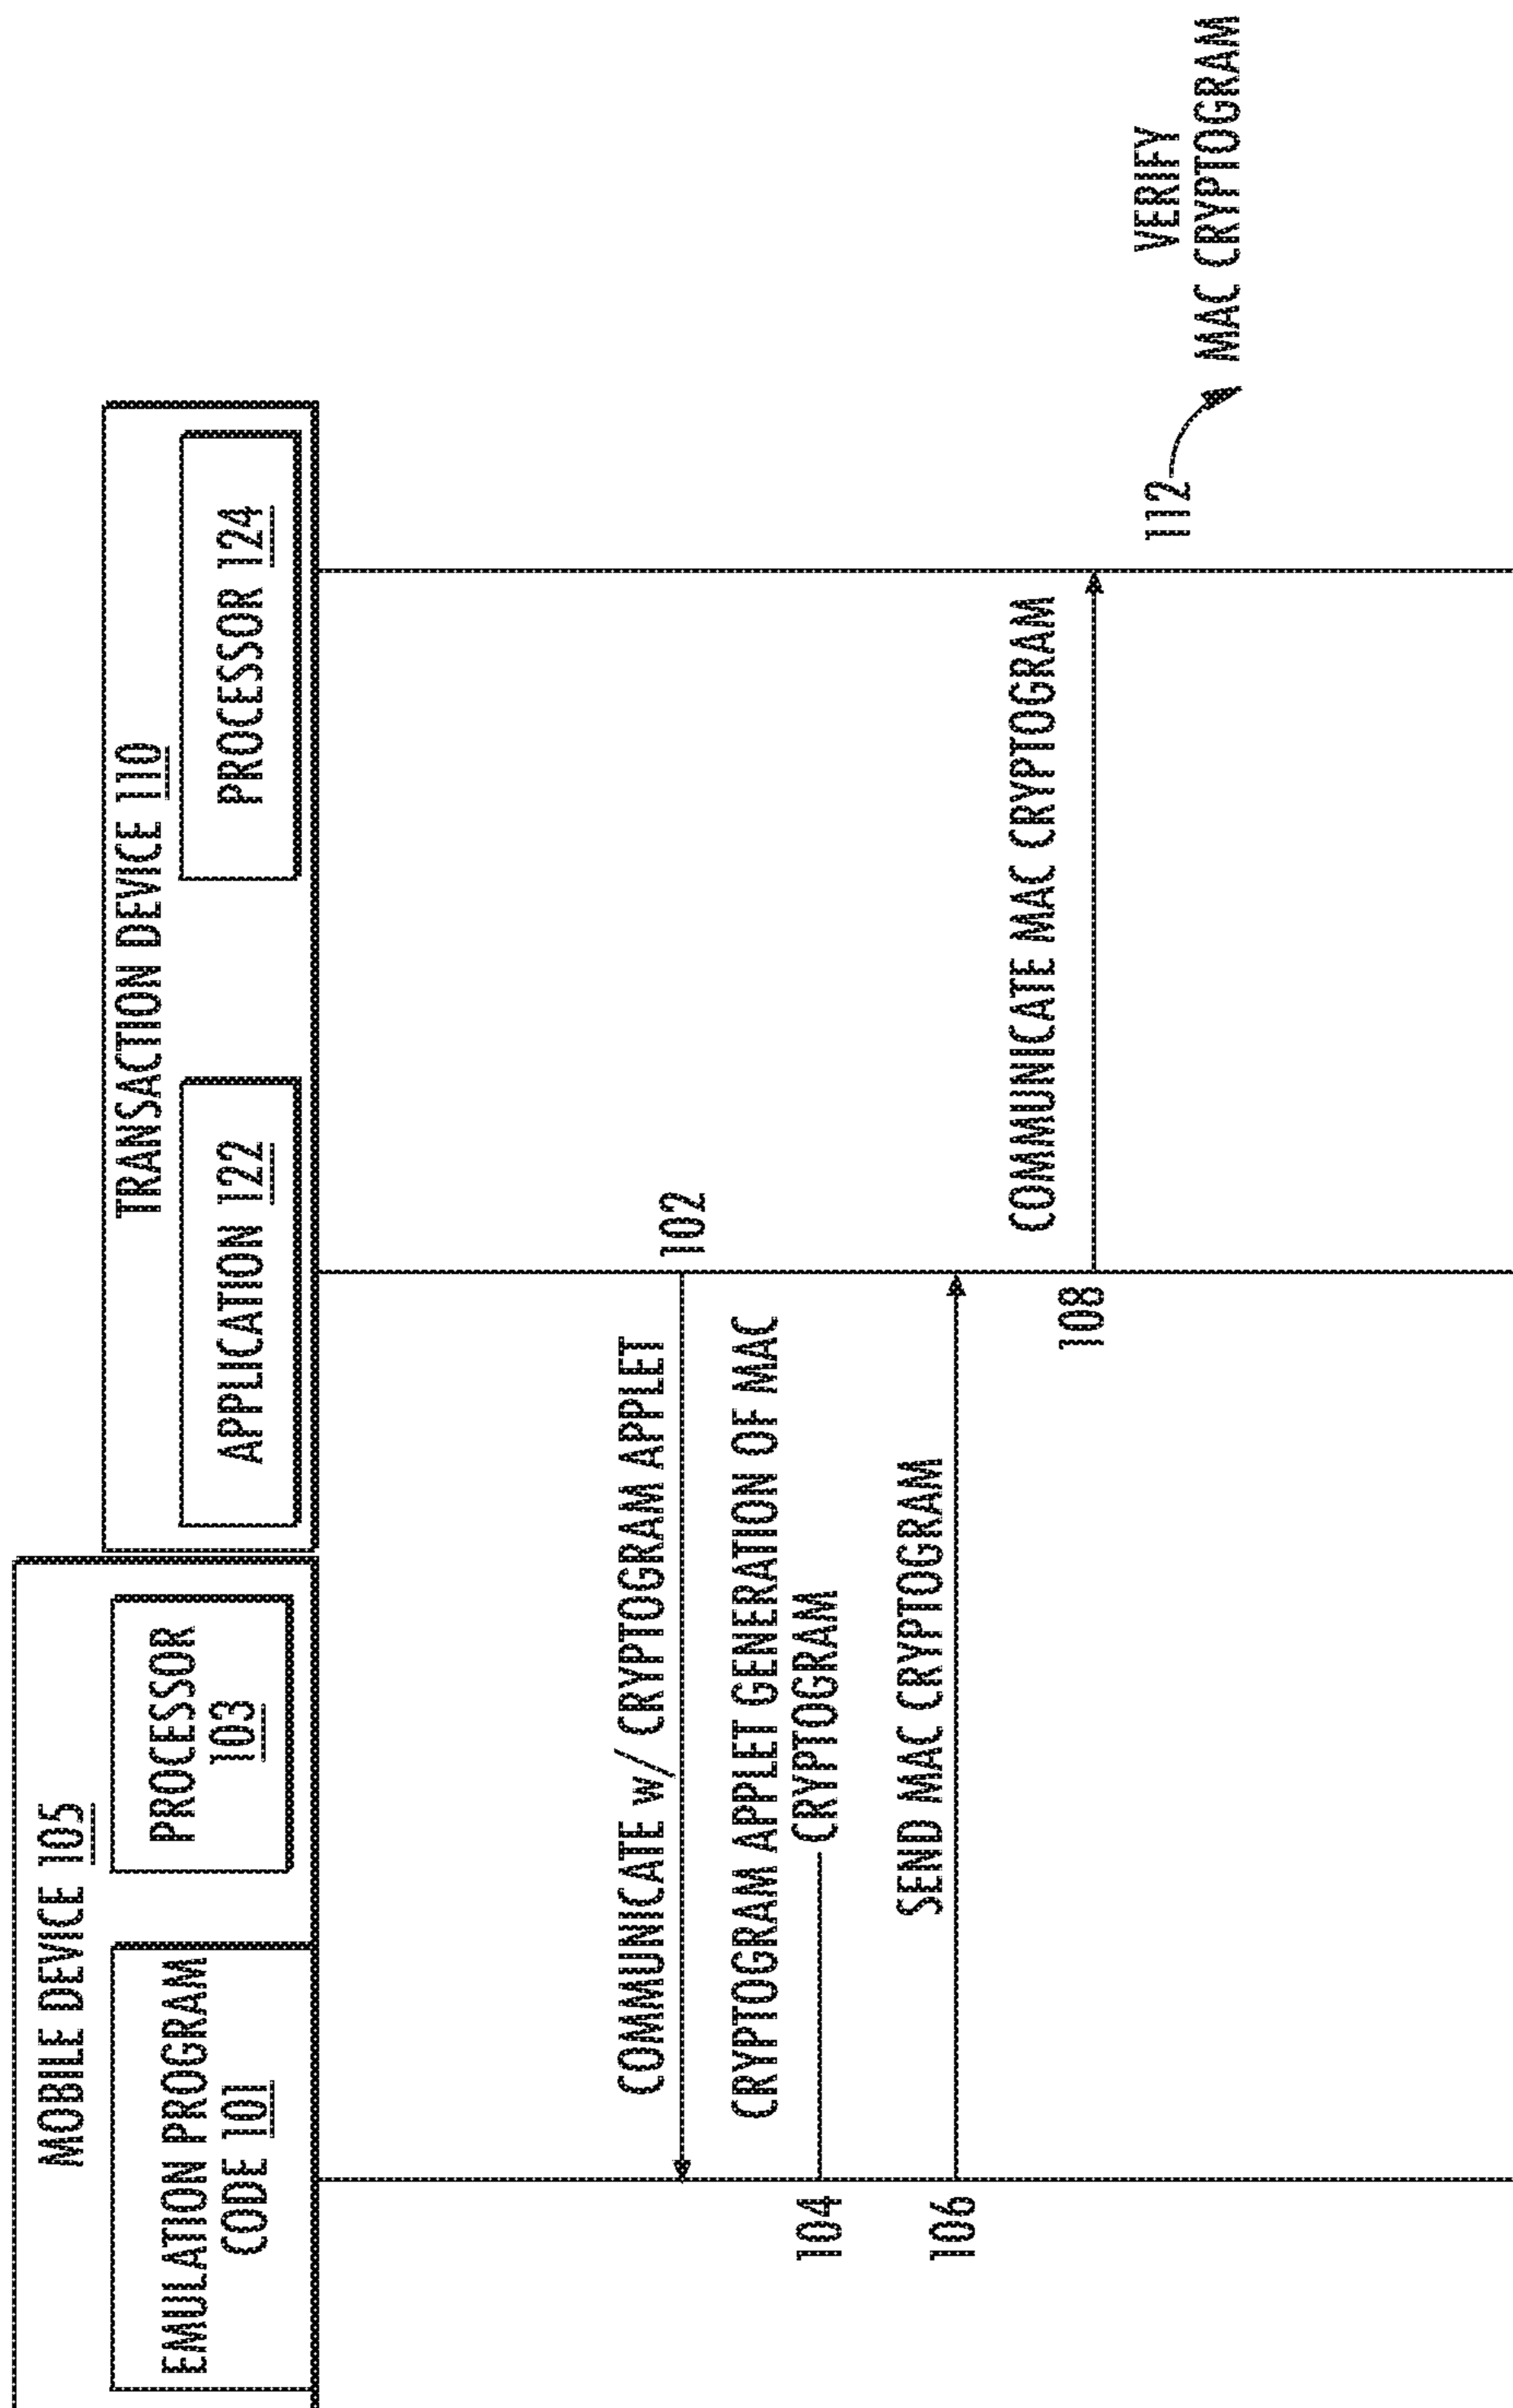 MOBILE DEVICE 105
EMULATION PROGRAM
CODE 101
PROCESSOR
103
TRANSACTION DEVICE 110
APPLICATION 122
PROCESSOR 124
COMMUNICATE w/ CRYPTOGRAM APPLET
102
CRYPTOGRAM APPLET GENERATION OF MAC
CRYPTOGRAM
104
SEND MAC CRYPTOGRAM
106
COMMUNICATE MAC CRYPTOGRAM
108
112
VERIFY
MAC CRYPTOGRAM